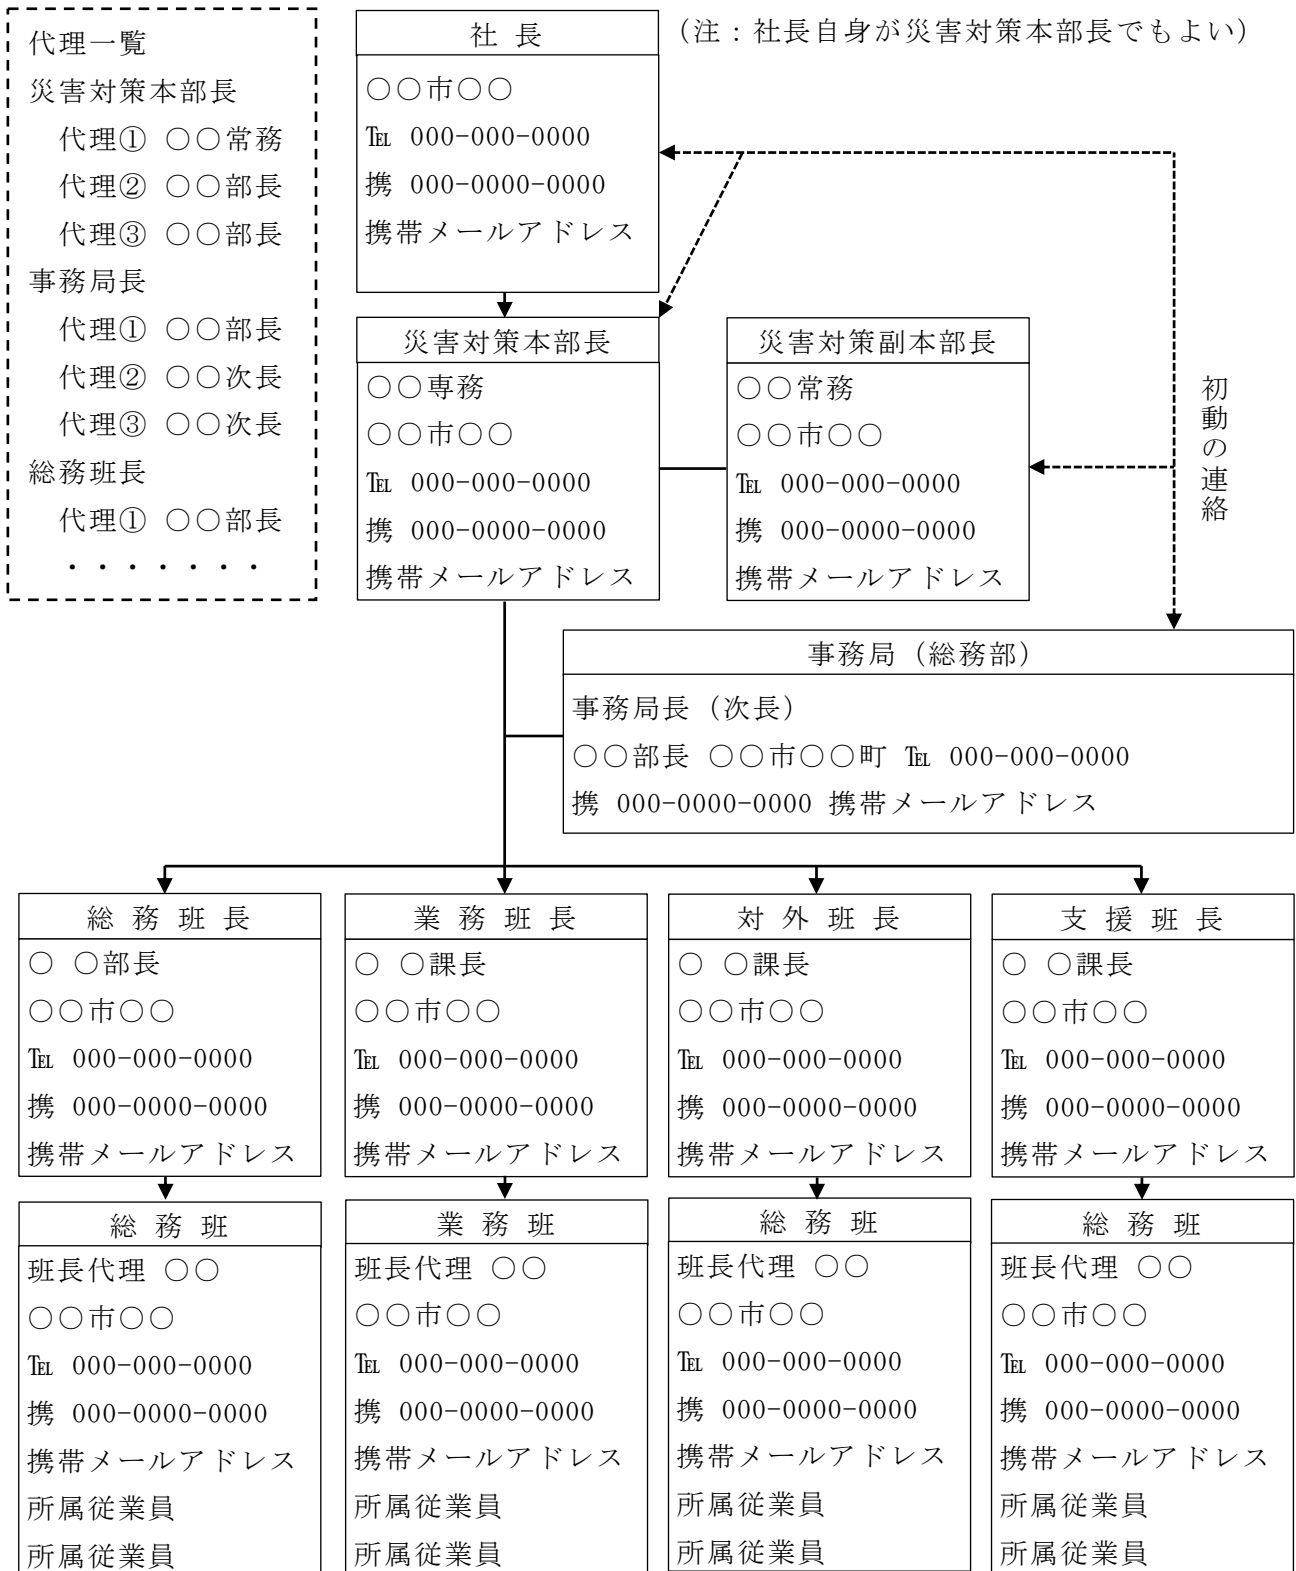 代理一覧
災害対策本部長
代理① ○○常務
代理② ○○部長
代理③ ○○部長
事務局長
代理① ○○部長
代理② ○○次長
代理③ ○○次長
総務班長
代理① ○○部長
・・・・・・・
社 長
(注：社長自身が災害対策本部長でもよい)
○○市○○
℡ 000-000-0000
携 000-0000-0000
携帯メールアドレス
災害対策本部長
○○専務
○○市○○
℡ 000-000-0000
携 000-0000-0000
携帯メールアドレス
災害対策副本部長
○○常務
○○市○○
℡ 000-000-0000
携 000-0000-0000
携帯メールアドレス
初動の連絡
事務局（総務部）
事務局長（次長）
○○部長 ○○市○○町 ℡ 000-000-0000
携 000-0000-0000 携帯メールアドレス
総 務 班 長
○ ○部長
○○市○○
℡ 000-000-0000
携 000-0000-0000
携帯メールアドレス
業 務 班 長
○ ○課長
○○市○○
℡ 000-000-0000
携 000-0000-0000
携帯メールアドレス
対 外 班 長
○ ○課長
○○市○○
℡ 000-000-0000
携 000-0000-0000
携帯メールアドレス
支 援 班 長
○ ○課長
○○市○○
℡ 000-000-0000
携 000-0000-0000
携帯メールアドレス
総 務 班
班長代理 ○○
○○市○○
℡ 000-000-0000
携 000-0000-0000
携帯メールアドレス
所属従業員
所属従業員
業 務 班
班長代理 ○○
○○市○○
℡ 000-000-0000
携 000-0000-0000
携帯メールアドレス
所属従業員
所属従業員
総 務 班
班長代理 ○○
○○市○○
℡ 000-000-0000
携 000-0000-0000
携帯メールアドレス
所属従業員
所属従業員
総 務 班
班長代理 ○○
○○市○○
℡ 000-000-0000
携 000-0000-0000
携帯メールアドレス
所属従業員
所属従業員